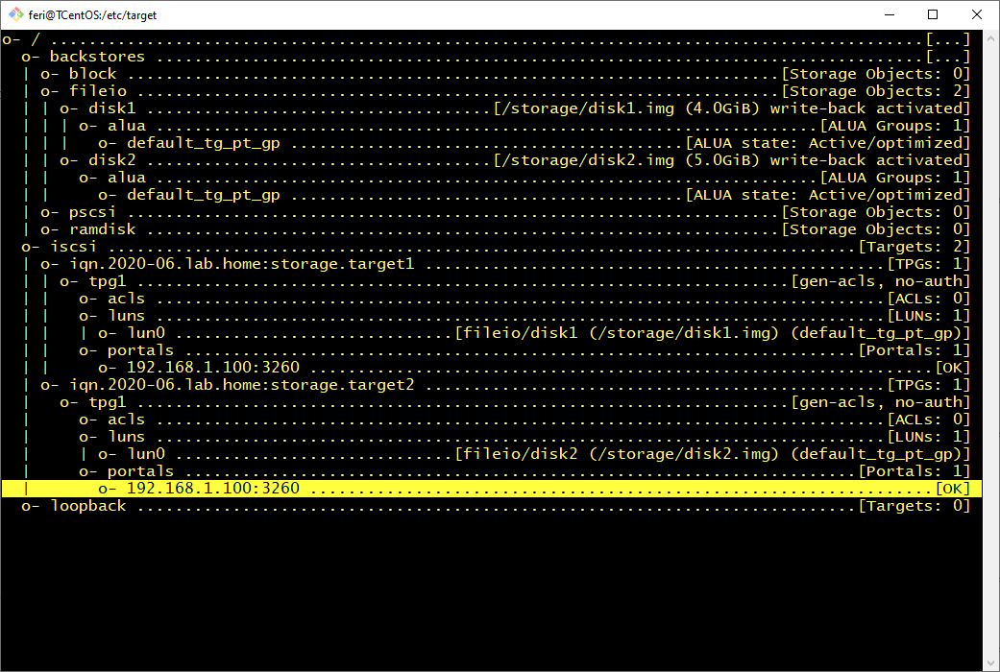 feri@TCentOS:/etc/target
o- / ........................................................................................... [...]
  o- backstores ................................................................................ [...]
  | o- block .................................................................... [Storage Objects: 0]
  | o- fileio ................................................................... [Storage Objects: 2]
  | | o- disk1 ..................................... [/storage/disk1.img (4.0GiB) write-back activated]
  | | | o- alua ..................................................................... [ALUA Groups: 1]
  | | |   o- default_tg_pt_gp ......................................... [ALUA state: Active/optimized]
  | | o- disk2 ..................................... [/storage/disk2.img (5.0GiB) write-back activated]
  | |   o- alua ..................................................................... [ALUA Groups: 1]
  | |     o- default_tg_pt_gp ......................................... [ALUA state: Active/optimized]
  | o- pscsi .................................................................... [Storage Objects: 0]
  | o- ramdisk .................................................................. [Storage Objects: 0]
  o- iscsi .............................................................................. [Targets: 2]
  | o- iqn.2020-06.lab.home:storage.target1 ................................................ [TPGs: 1]
  | | o- tpg1 .................................................................... [gen-acls, no-auth]
  | |   o- acls ............................................................................ [ACLs: 0]
  | |   o- luns ............................................................................ [LUNs: 1]
  | |   | o- lun0 ............................. [fileio/disk1 (/storage/disk1.img) (default_tg_pt_gp)]
  | |   o- portals ...................................................................... [Portals: 1]
  | |     o- 192.168.1.100:3260 ................................................................. [OK]
  | o- iqn.2020-06.lab.home:storage.target2 ................................................ [TPGs: 1]
  |   o- tpg1 .................................................................... [gen-acls, no-auth]
  |     o- acls ............................................................................ [ACLs: 0]
  |     o- luns ............................................................................ [LUNs: 1]
  |     | o- lun0 ............................. [fileio/disk2 (/storage/disk2.img) (default_tg_pt_gp)]
  |     o- portals ...................................................................... [Portals: 1]
  |       o- 192.168.1.100:3260 ................................................................. [OK]
  o- loopback ........................................................................... [Targets: 0]